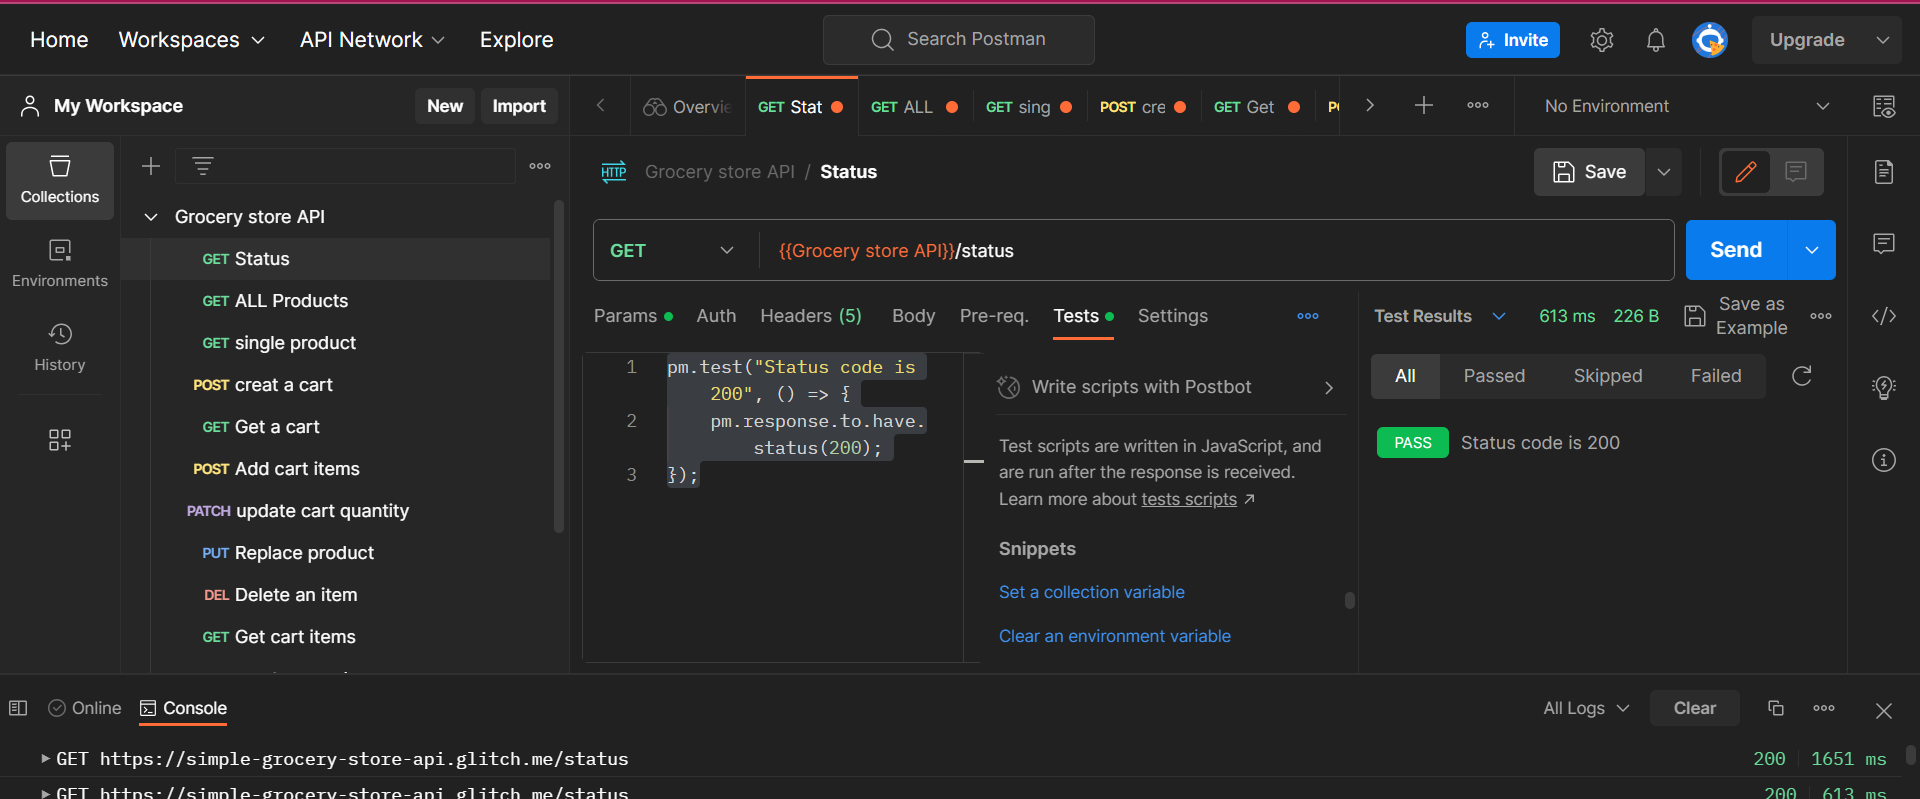 Home Workspaces API Network Explore Search Postman Invite Upgrade
My Workspace New Import Overvie GET Stat GET ALL GET sing POST cre GET Get No Environment
Collections
Environments
History
Grocery store API
GET Status
GET ALL Products
GET single product
POST creat a cart
GET Get a cart
POST Add cart items
PATCH update cart quantity
PUT Replace product
DEL Delete an item
GET Get cart items
HTTP Grocery store API / Status Save
GET {{Grocery store API}}/status Send
Params Auth Headers (5) Body Pre-req. Tests Settings
1 pm.test("Status code is
200", () => {
2 pm.response.to.have.
status(200);
3 });
Write scripts with Postbot
Test scripts are written in JavaScript, and
are run after the response is received.
Learn more about tests scripts
Snippets
Set a collection variable
Clear an environment variable
Test Results 613 ms 226 B Save as
Example
All Passed Skipped Failed
PASS Status code is 200
Online Console All Logs Clear
GET https://simple-grocery-store-api.glitch.me/status 200 1651 ms
GET https://simple-grocery-store-api.glitch.me/status 200 613 ms